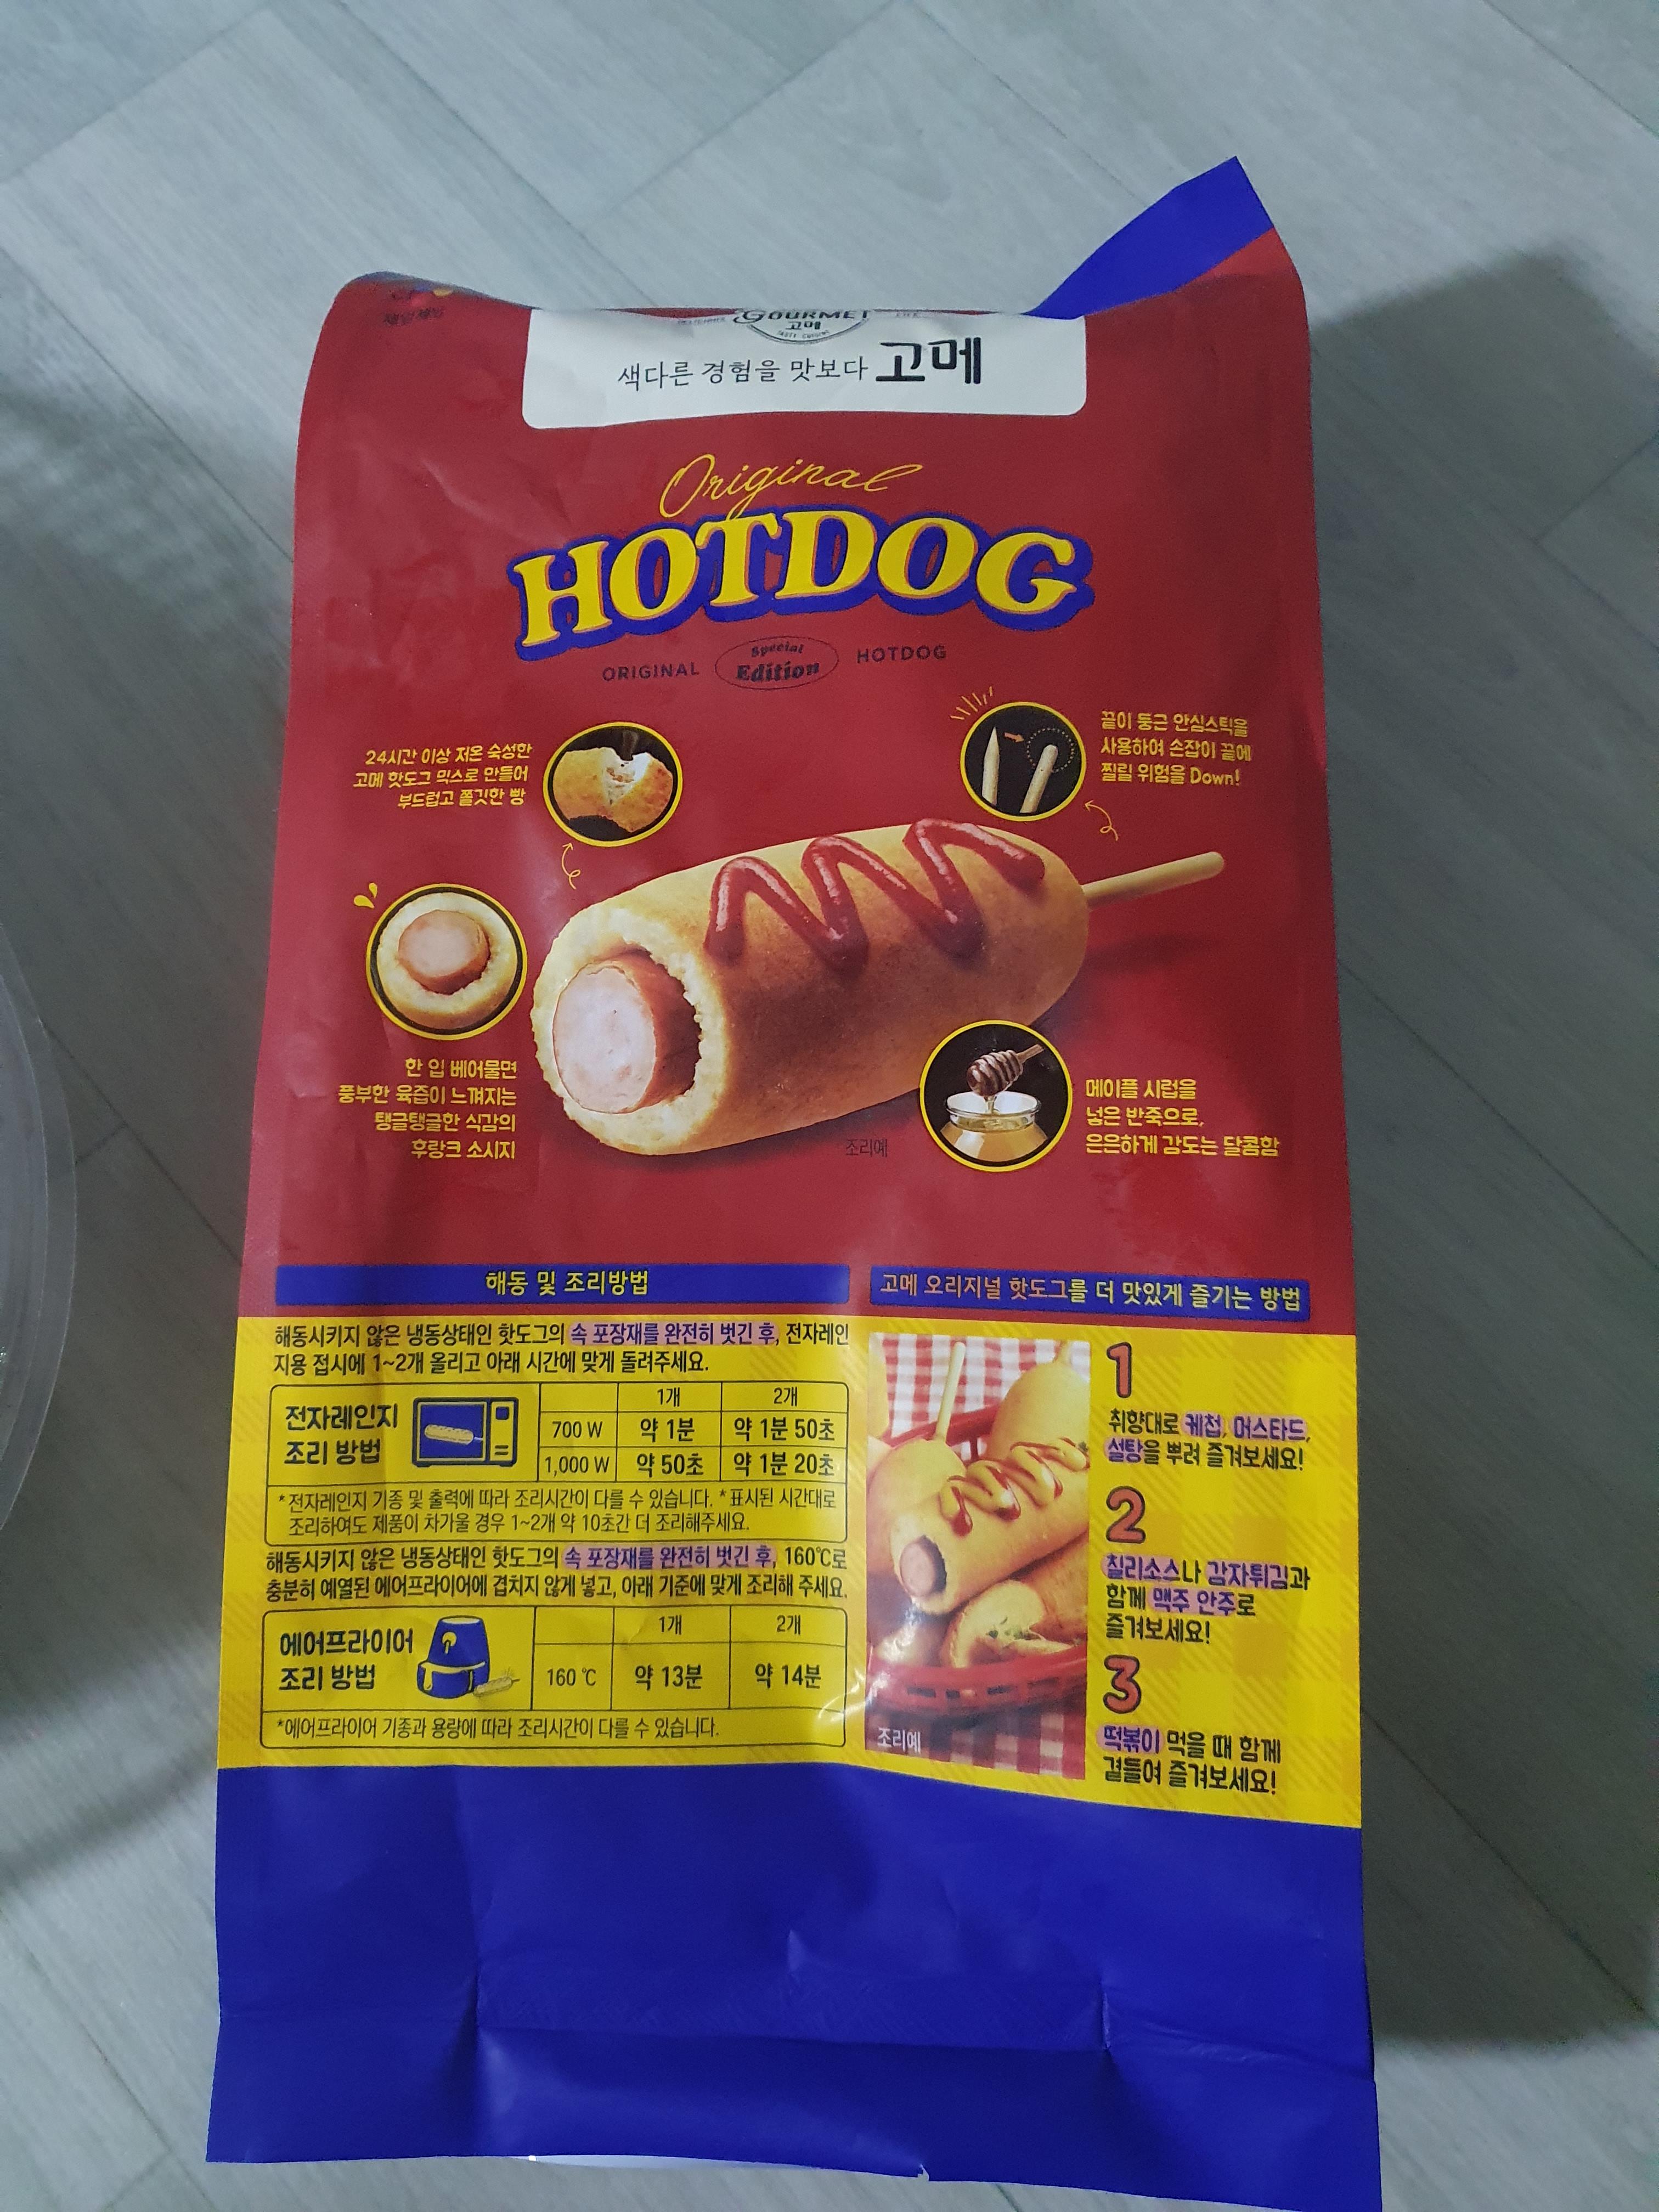 GOURMET
고메
색다른 경험을 맛보다 고메
Original
HOTDOG
ORIGINAL Special Edition HOTDOG
24시간 이상 저온 숙성한
고메 핫도그 믹스로 만들어
부드럽고 쫄깃한 빵
끝이 둥근 안심스틱을
사용하여 손잡이 끝에
찔릴 위험을 Down!
한 입 베어물면
풍부한 육즙이 느껴지는
탱글탱글한 식감의
후랑크 소시지
메이플 시럽을
넣은 반죽으로,
은은하게 감도는 달콤함
조리예
해동 및 조리방법
해동시키지 않은 냉동상태인 핫도그의 속 포장재를 완전히 벗긴 후, 전자레인
지용 접시에 1~2개 올리고 아래 시간에 맞게 돌려주세요.
전자레인지
조리 방법
1개 2개
700 W 약 1분 약 1분 50초
1,000 W 약 50초 약 1분 20초
*전자레인지 기종 및 출력에 따라 조리시간이 다를 수 있습니다. *표시된 시간대로
조리하여도 제품이 차가울 경우 1~2개 약 10초간 더 조리해주세요.
해동시키지 않은 냉동상태인 핫도그의 속 포장재를 완전히 벗긴 후, 160℃로
충분히 예열된 에어프라이어에 겹치지 않게 넣고, 아래 기준에 맞게 조리해 주세요.
에어프라이어
조리 방법
1개 2개
160 ℃ 약 13분 약 14분
*에어프라이어 기종과 용량에 따라 조리시간이 다를 수 있습니다.
고메 오리지널 핫도그를 더 맛있게 즐기는 방법
1
취향대로 케첩, 머스타드,
설탕을 뿌려 즐겨보세요!
2
칠리소스나 감자튀김과
함께 맥주 안주로
즐겨보세요!
3
떡볶이 먹을 때 함께
곁들여 즐겨보세요!
조리예